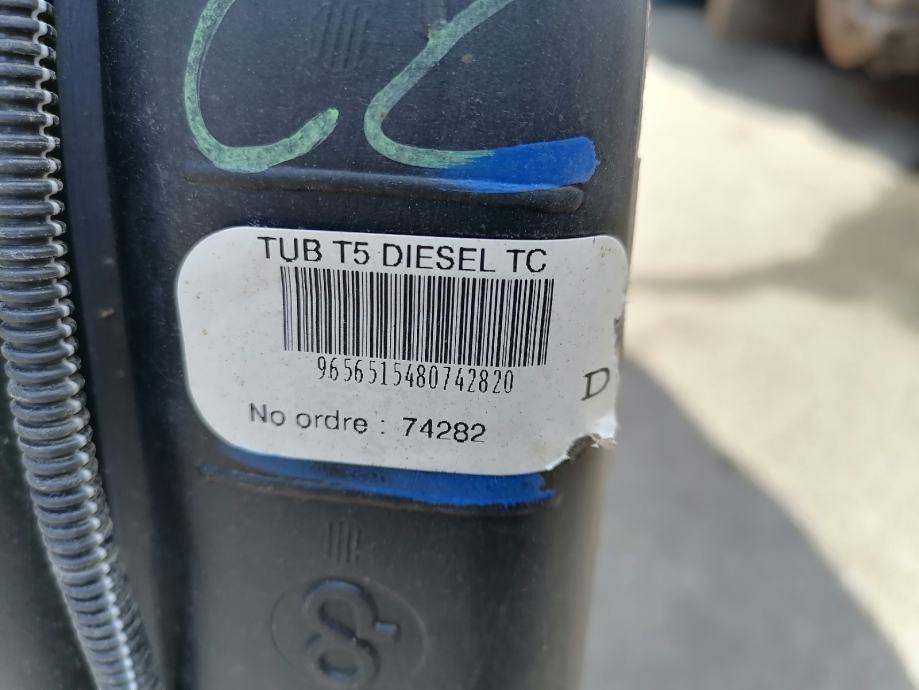 TUB T5 DIESEL TC
9656515480742820
D
No ordre : 74282